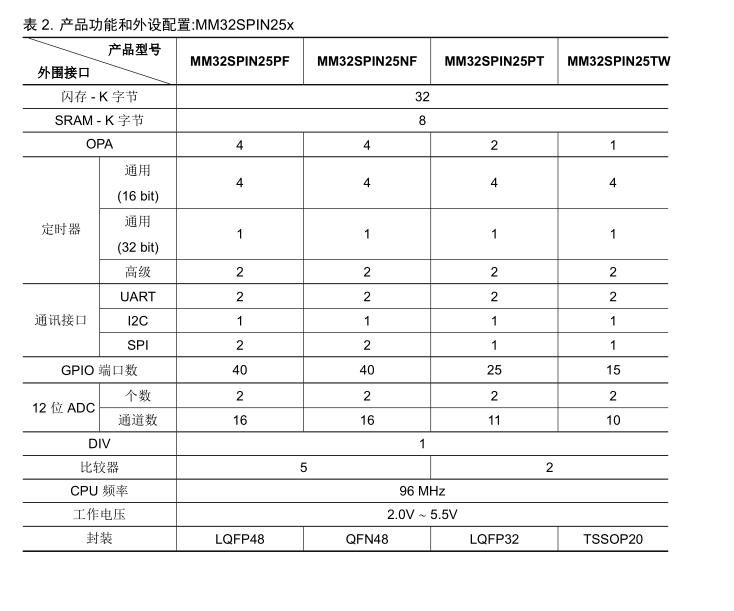 表 2. 产品功能和外设配置:MM32SPIN25x
产品型号
外围接口
MM32SPIN25PF MM32SPIN25NF MM32SPIN25PT MM32SPIN25TW
闪存 - K 字节 32
SRAM - K 字节 8
OPA 4 4 2 1
定时器
通用
(16 bit)
4 4 4 4
通用
(32 bit)
1 1 1 1
高级 2 2 2 2
通讯接口
UART 2 2 2 2
I2C 1 1 1 1
SPI 2 2 1 1
GPIO 端口数 40 40 25 15
12 位 ADC
个数 2 2 2 2
通道数 16 16 11 10
DIV 1
比较器 5 2
CPU 频率 96 MHz
工作电压 2.0V ~ 5.5V
封装 LQFP48 QFN48 LQFP32 TSSOP20